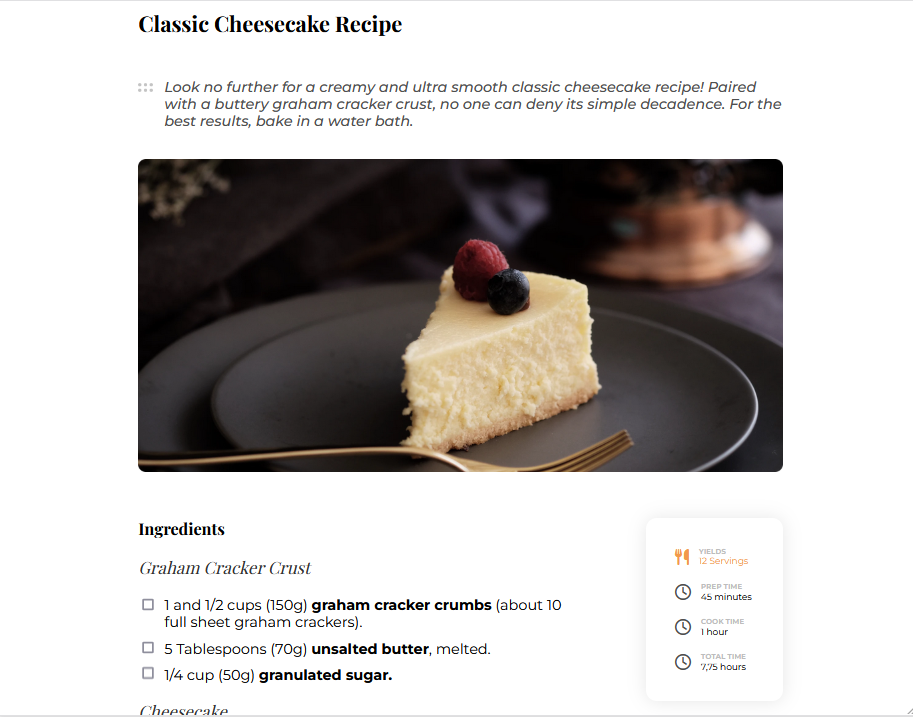 Classic Cheesecake Recipe
Look no further for a creamy and ultra smooth classic cheesecake recipe! Paired
with a buttery graham cracker crust, no one can deny its simple decadence. For the
best results, bake in a water bath.
Ingredients
Graham Cracker Crust
1 and 1/2 cups (150g) graham cracker crumbs (about 10
full sheet graham crackers).
5 Tablespoons (70g) unsalted butter, melted.
1/4 cup (50g) granulated sugar.
Cheesecake
YIELDS
12 Servings
PREP TIME
45 minutes
COOK TIME
1 hour
TOTAL TIME
7,75 hours